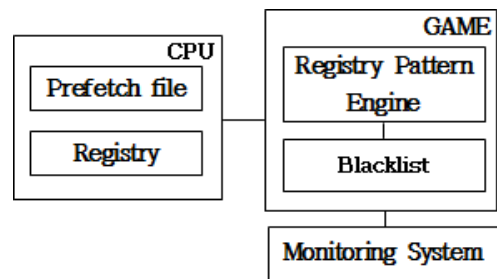 CPU
Prefetch file
Registry
GAME
Registry Pattern
Engine
Blacklist
Monitoring System